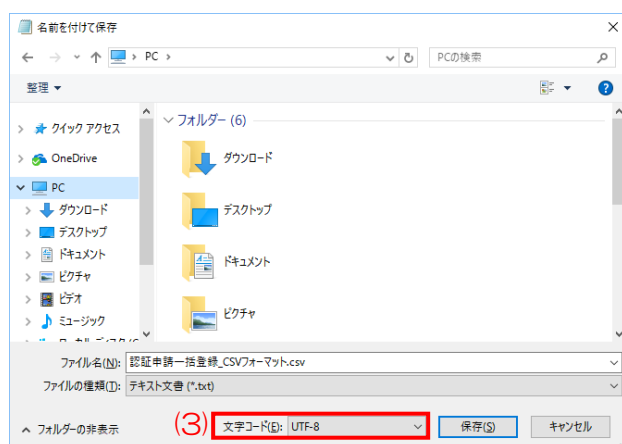 名前を付けて保存
PC
PCの検索
整理
クイック アクセス
OneDrive
PC
ダウンロード
デスクトップ
ドキュメント
ピクチャ
ビデオ
ミュージック
フォルダー (6)
ダウンロード
デスクトップ
ドキュメント
ピクチャ
ファイル名(N): 認証申請一括登録_CSVフォーマット.csv
ファイルの種類(T): テキスト文書 (*.txt)
フォルダーの非表示
(3) 文字コード(E): UTF-8 保存(S) キャンセル